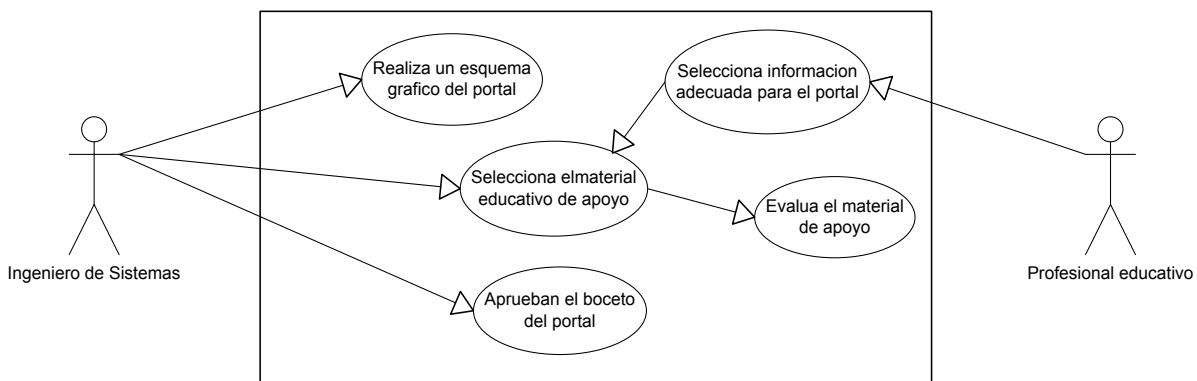 Realiza un esquema
grafico del portal
Selecciona informacion
adecuada para el portal
Selecciona elmaterial
educativo de apoyo
Evalua el material
de apoyo
Ingeniero de Sistemas
Profesional educativo
Aprueban el boceto
del portal